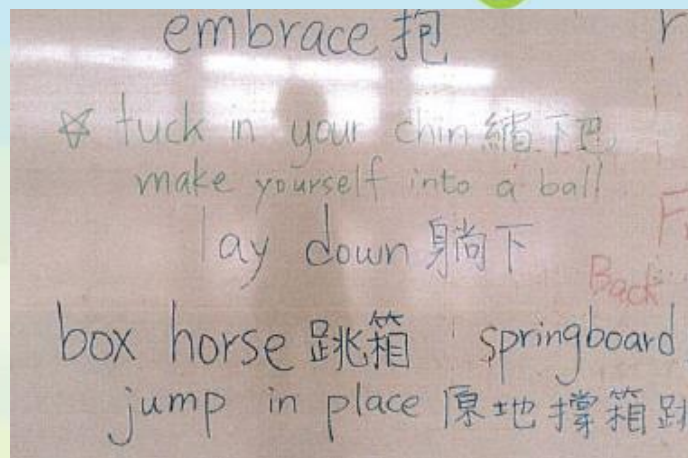 embrace 抱
☆ tuck in your chin 縮下巴
make yourself into a ball
lay down 躺下
Back
box horse 跳箱 springboard
jump in place 原地撐箱跳